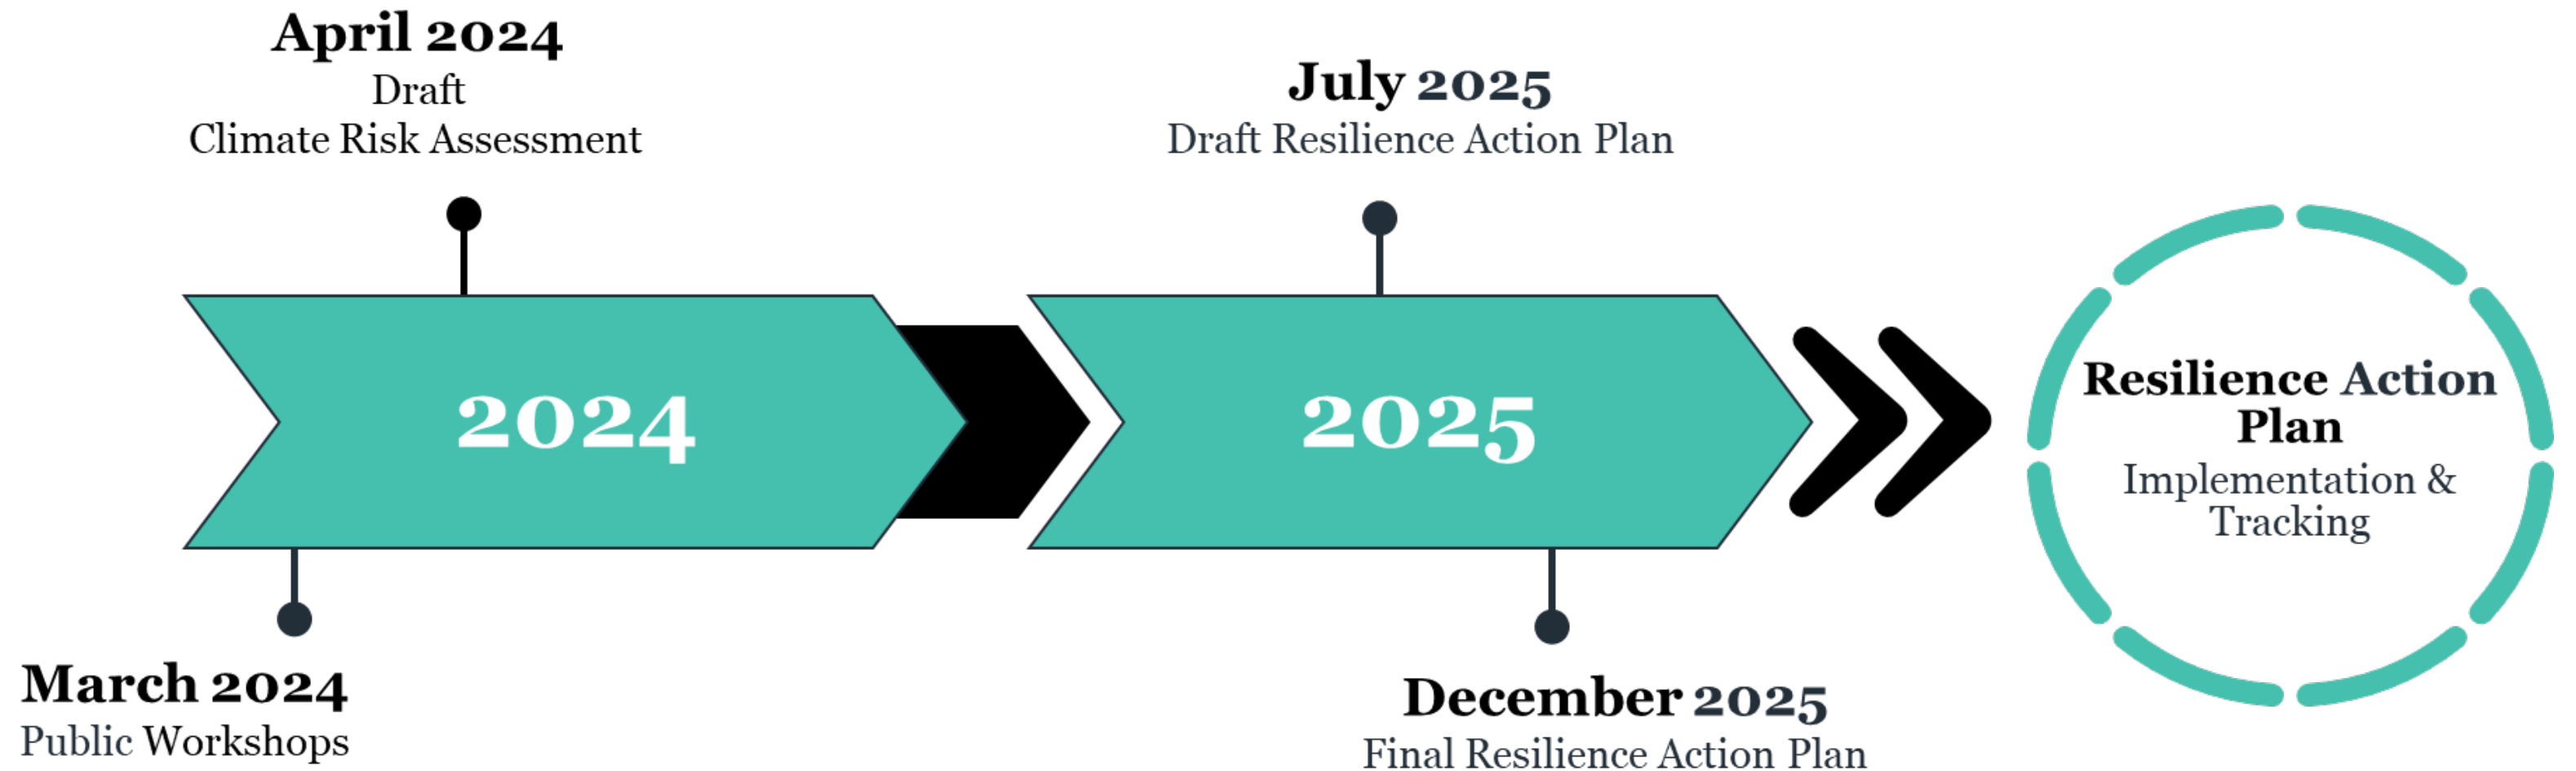 April 2024
Draft
Climate Risk Assessment
July 2025
Draft Resilience Action Plan
2024
2025
Resilience Action
Plan
Implementation &
Tracking
March 2024
Public Workshops
December 2025
Final Resilience Action Plan